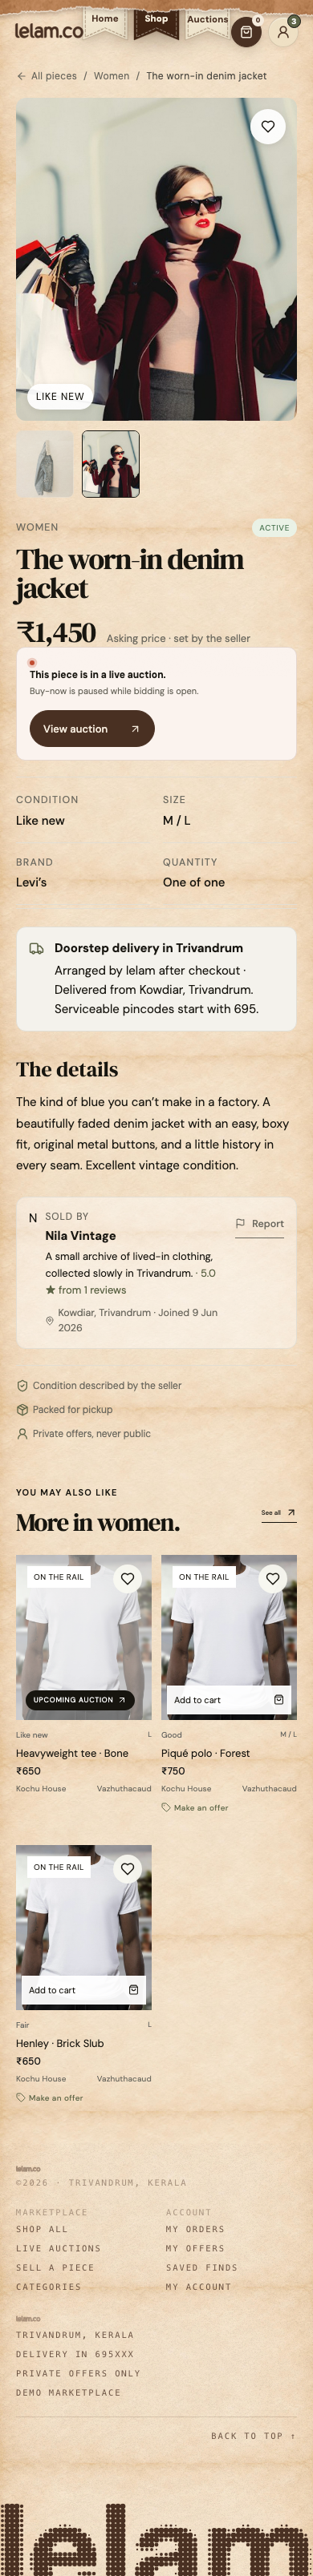 lelam.co
Home
Shop
Auctions
0
3
← All pieces / Women / The worn-in denim jacket
LIKE NEW
WOMEN
ACTIVE
The worn-in denim
jacket
₹1,450 Asking price · set by the seller
This piece is in a live auction.
Buy-now is paused while bidding is open.
View auction
CONDITION
SIZE
Like new
M / L
BRAND
QUANTITY
Levi’s
One of one
Doorstep delivery in Trivandrum
Arranged by lelam after checkout ·
Delivered from Kowdiar, Trivandrum.
Serviceable pincodes start with 695.
The details
The kind of blue you can’t make in a factory. A
beautifully faded denim jacket with an easy, boxy
fit, original metal buttons, and a little history in
every seam. Excellent vintage condition.
N
SOLD BY
Report
Nila Vintage
A small archive of lived-in clothing,
collected slowly in Trivandrum. · 5.0
★ from 1 reviews
Kowdiar, Trivandrum · Joined 9 Jun
2026
Condition described by the seller
Packed for pickup
Private offers, never public
YOU MAY ALSO LIKE
More in women.
See all
ON THE RAIL
UPCOMING AUCTION
Like new
L
Heavyweight tee · Bone
₹650
Kochu House
Vazhuthacaud
ON THE RAIL
Add to cart
Good
M / L
Piqué polo · Forest
₹750
Kochu House
Vazhuthacaud
Make an offer
ON THE RAIL
Add to cart
Fair
L
Henley · Brick Slub
₹650
Kochu House
Vazhuthacaud
Make an offer
lelam.co
©2026 · TRIVANDRUM, KERALA
MARKETPLACE
SHOP ALL
LIVE AUCTIONS
SELL A PIECE
CATEGORIES
ACCOUNT
MY ORDERS
MY OFFERS
SAVED FINDS
MY ACCOUNT
lelam.co
TRIVANDRUM, KERALA
DELIVERY IN 695XXX
PRIVATE OFFERS ONLY
DEMO MARKETPLACE
BACK TO TOP ↑
lelam